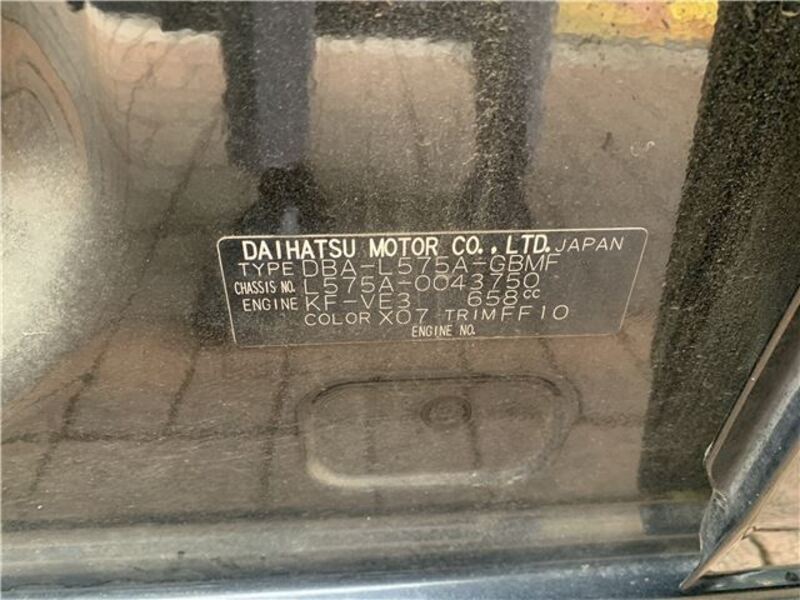 DAIHATSU MOTOR CO., LTD. JAPAN
TYPE DBA-L575A-GBMF
CHASSIS NO. L575A-0043750
ENGINE KF-VE3 658cc
COLOR X07 TRIM FF10
ENGINE NO.